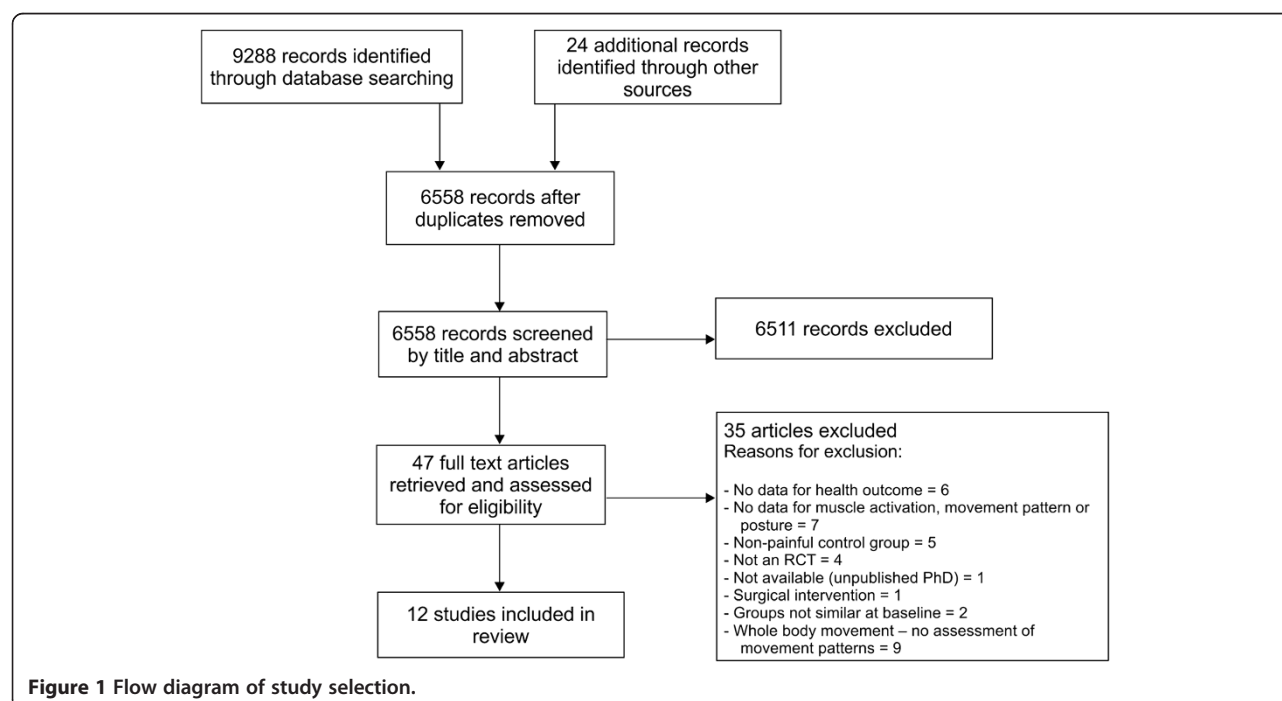 9288 records identified
through database searching
24 additional records
identified through other
sources
6558 records after
duplicates removed
6558 records screened
by title and abstract
6511 records excluded
47 full text articles
retrieved and assessed
for eligibility
35 articles excluded
Reasons for exclusion:
- No data for health outcome = 6
- No data for muscle activation, movement pattern or
posture = 7
- Non-painful control group = 5
- Not an RCT = 4
- Not available (unpublished PhD) = 1
- Surgical intervention = 1
- Groups not similar at baseline = 2
- Whole body movement – no assessment of
movement patterns = 9
12 studies included in
review
Figure 1 Flow diagram of study selection.